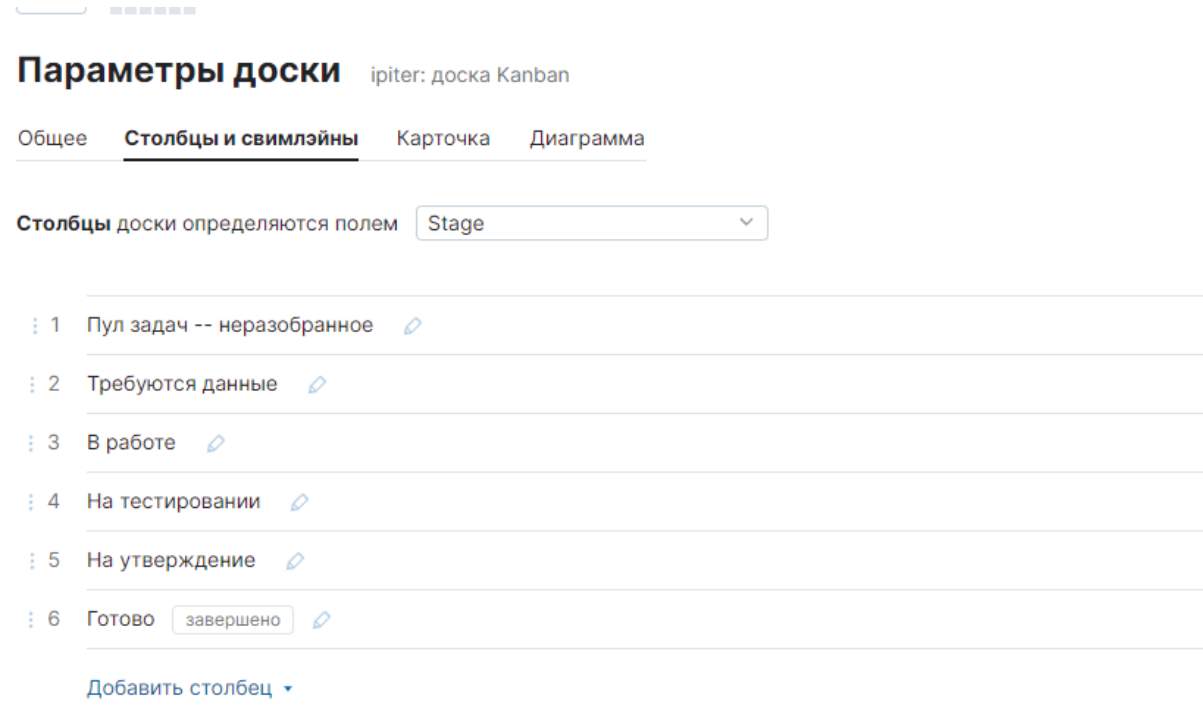 Параметры доски ipiter: доска Kanban
Общее Столбцы и свимлэйны Карточка Диаграмма
Столбцы доски определяются полем Stage
1 Пул задач -- неразобранное
2 Требуются данные
3 В работе
4 На тестировании
5 На утверждение
6 Готово завершено
Добавить столбец